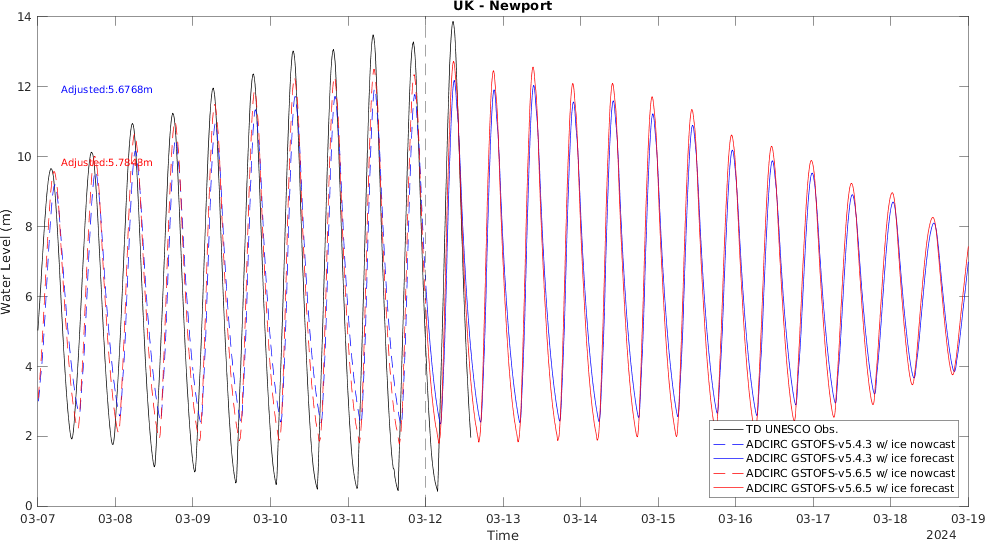 UK - Newport
14
12
10
8
6
4
2
0
Water Level (m)
Adjusted:5.6768m
Adjusted:5.7848m
TD UNESCO Obs.
ADCIRC GSTOFS-v5.4.3 w/ ice nowcast
ADCIRC GSTOFS-v5.4.3 w/ ice forecast
ADCIRC GSTOFS-v5.6.5 w/ ice nowcast
ADCIRC GSTOFS-v5.6.5 w/ ice forecast
03-07 03-08 03-09 03-10 03-11 03-12 03-13 03-14 03-15 03-16 03-17 03-18 03-19
Time
2024